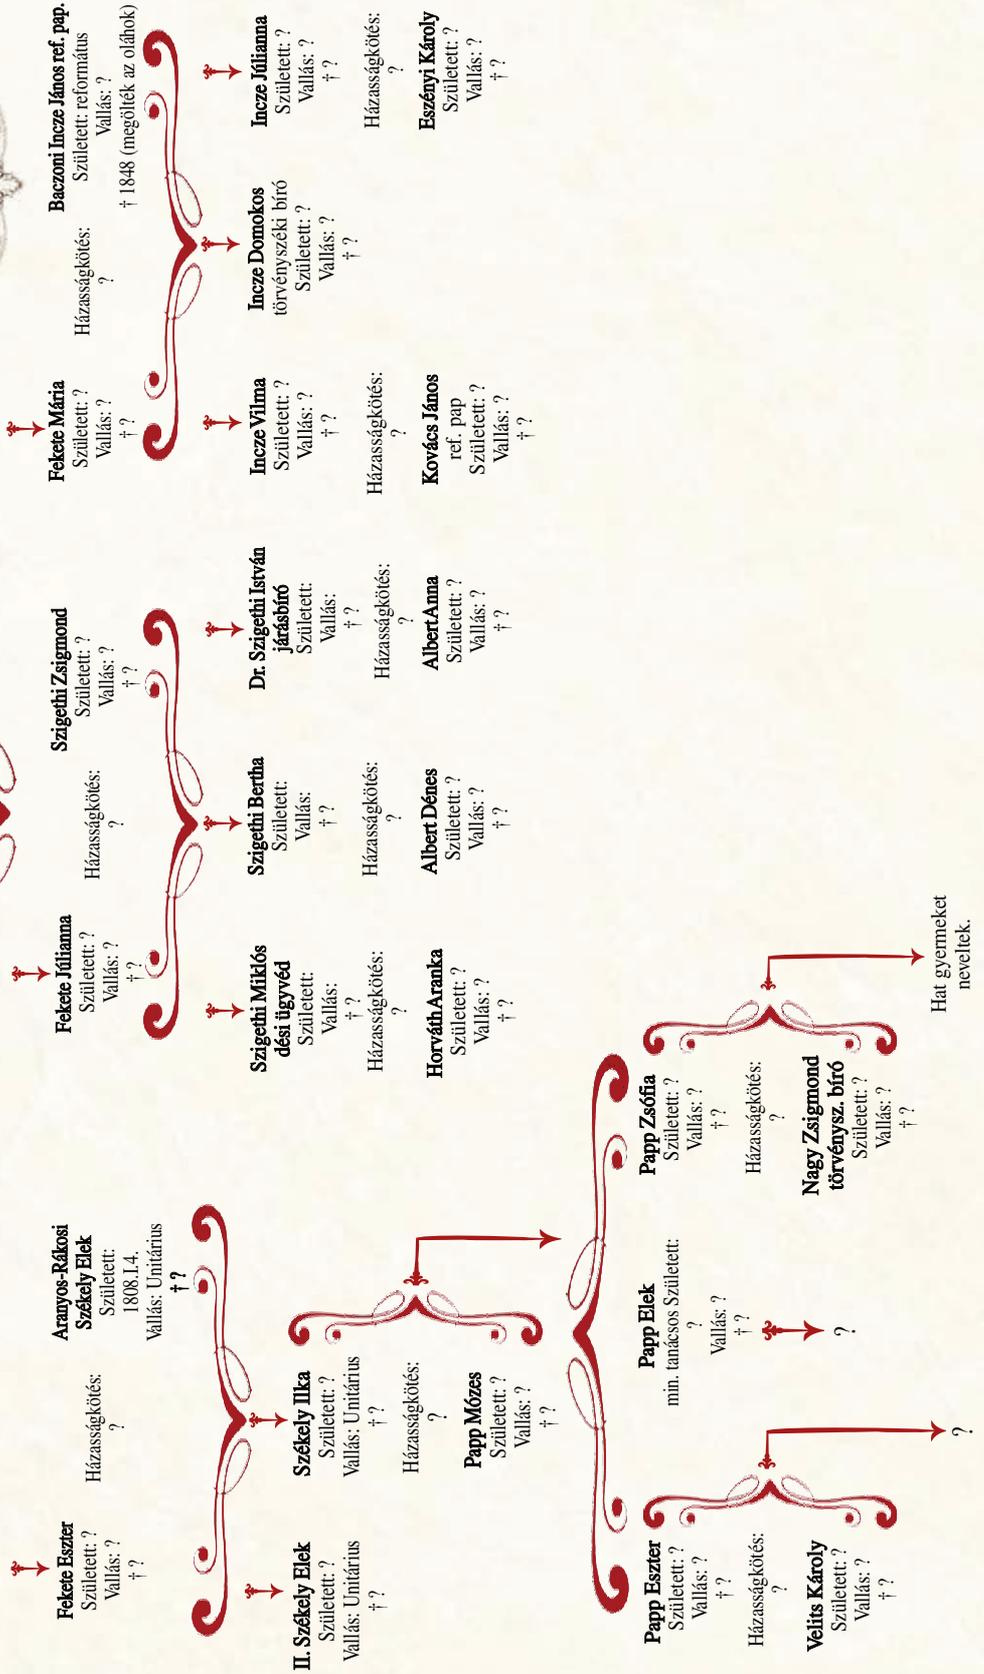 Fekete Eszter
Született: ?
Vallás: ?
† ?
Házasságkötés:
?
Aranyos-Rákosi
Székely Elek
Született:
1808.I.4.
Vallás: Unitárius
† ?
Fekete Júlianna
Született: ?
Vallás: ?
† ?
Házasságkötés:
?
Szigethi Zsigmond
Született: ?
Vallás: ?
† ?
Fekete Mária
Született: ?
Vallás: ?
† ?
Házasságkötés:
?
Baczoni Incze János ref. pap.
Született: református
Vallás: ?
† 1848 (megölték az oláhok)
II. Székely Elek
Született: ?
Vallás: Unitárius
† ?
Székely Ilka
Született: ?
Vallás: Unitárius
† ?
Házasságkötés:
?
Papp Mózes
Született: ?
Vallás: ?
† ?
Szigethi Miklós
dési ügyvéd
Született:
Vallás:
† ?
Házasságkötés:
?
Horváth Aranka
Született: ?
Vallás: ?
† ?
Szigethi Bertha
Született:
Vallás:
† ?
Házasságkötés:
?
Albert Dénes
Született: ?
Vallás: ?
† ?
Dr. Szigethi István
járásbíró
Született:
Vallás:
† ?
Házasságkötés:
?
Albert Anna
Született: ?
Vallás: ?
† ?
Incze Vilma
Született: ?
Vallás: ?
† ?
Házasságkötés:
?
Kovács János
ref. pap
Született: ?
Vallás: ?
† ?
Incze Domokos
törvényszéki bíró
Született: ?
Vallás: ?
† ?
Incze Júlianna
Született: ?
Vallás: ?
† ?
Házasságkötés:
?
Eszényi Károly
Született: ?
Vallás: ?
† ?
Papp Eszter
Született: ?
Vallás: ?
† ?
Házasságkötés:
?
Velits Károly
Született: ?
Vallás: ?
† ?
?
Papp Elek
min. tanácsos Született:
?
Vallás: ?
† ?
?
Papp Zsófia
Született: ?
Vallás: ?
† ?
Házasságkötés:
?
Nagy Zsigmond
törvénysz. bíró
Született: ?
Vallás: ?
† ?
Hat gyermeket
neveltek.